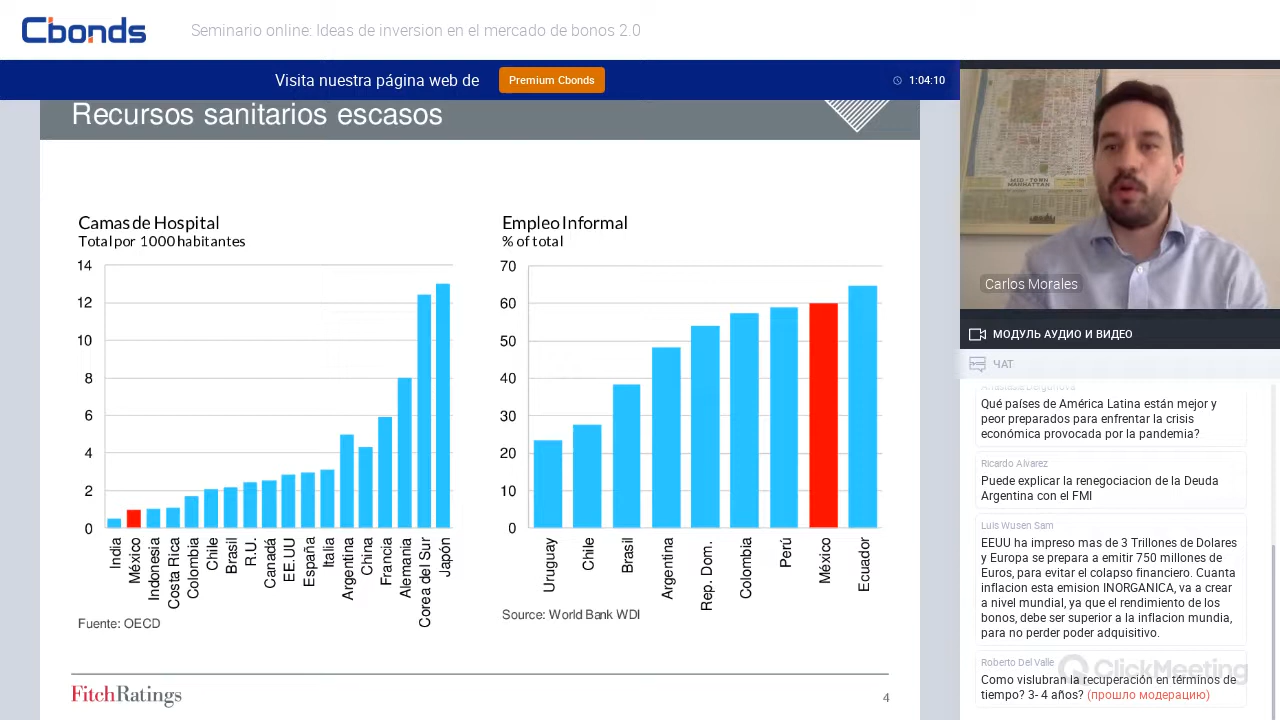 Cbonds
Seminario online: Ideas de inversion en el mercado de bonos 2.0
Visita nuestra página web de
Premium Cbonds
1:04:10
Recursos sanitarios escasos
Camas de Hospital
Total por 1000 habitantes
14
12
10
8
6
4
2
0
India
México
Indonesia
Costa Rica
Colombia
Chile
Brasil
R.U.
Canadá
EE.UU
España
Italia
Argentina
China
Francia
Alemania
Corea del Sur
Japón
Fuente: OECD
Empleo Informal
% of total
70
60
50
40
30
20
10
0
Uruguay
Chile
Brasil
Argentina
Rep. Dom.
Colombia
Perú
México
Ecuador
Source: World Bank WDI
FitchRatings
4
MID-TOWN
MANHATTAN
Carlos Morales
МОДУЛЬ АУДИО И ВИДЕО
ЧАТ
Qué países de América Latina están mejor y
peor preparados para enfrentar la crisis
económica provocada por la pandemia?
Ricardo Alvarez
Puede explicar la renegociacion de la Deuda
Argentina con el FMI
Luis Wusen Sam
EEUU ha impreso mas de 3 Trillones de Dolares
y Europa se prepara a emitir 750 millones de
Euros, para evitar el colapso financiero. Cuanta
inflacion esta emision INORGANICA, va a crear
a nivel mundial, ya que el rendimiento de los
bonos, debe ser superior a la inflacion mundia,
para no perder poder adquisitivo.
Roberto Del Valle
ClickMeeting
Como vislubran la recuperación en términos de
tiempo? 3- 4 años? (прошло модерацию)